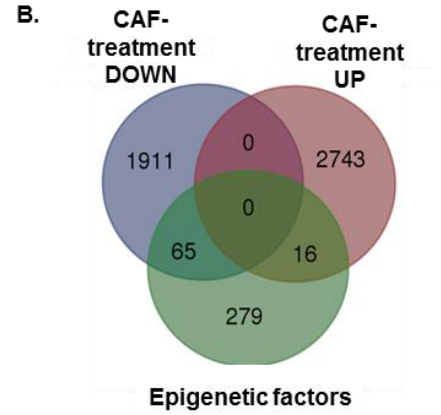 B.
CAF-
treatment
DOWN
CAF-
treatment
UP
1911
0
2743
0
65
16
279
Epigenetic factors